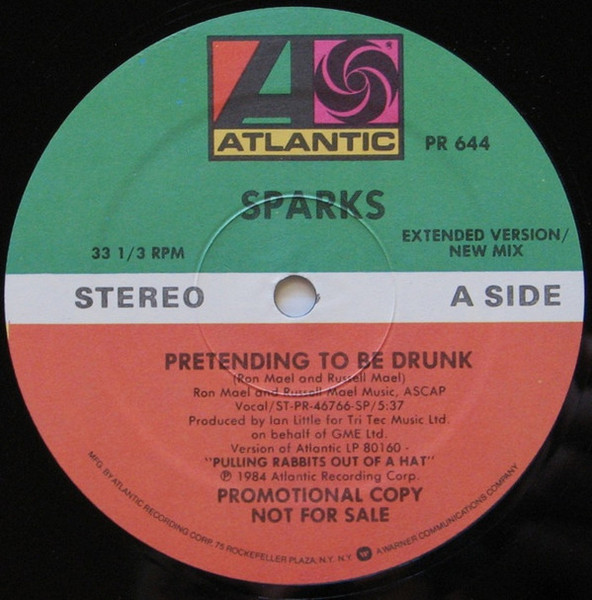 ATLANTIC
PR 644
SPARKS
33 1/3 RPM
EXTENDED VERSION/
NEW MIX
STEREO
A SIDE
PRETENDING TO BE DRUNK
(Ron Mael and Russell Mael)
Ron Mael and Russell Mael Music, ASCAP
Vocal/ST-PR-46766-SP/5:37
Produced by Ian Little for Tri Tec Music Ltd.
on behalf of GME Ltd.
Version of Atlantic LP 80160 -
"PULLING RABBITS OUT OF A HAT"
℗ 1984 Atlantic Recording Corp.
PROMOTIONAL COPY
NOT FOR SALE
MFG. BY ATLANTIC RECORDING CORP. 75 ROCKEFELLER PLAZA, N.Y. N.Y. A WARNER COMMUNICATIONS COMPANY